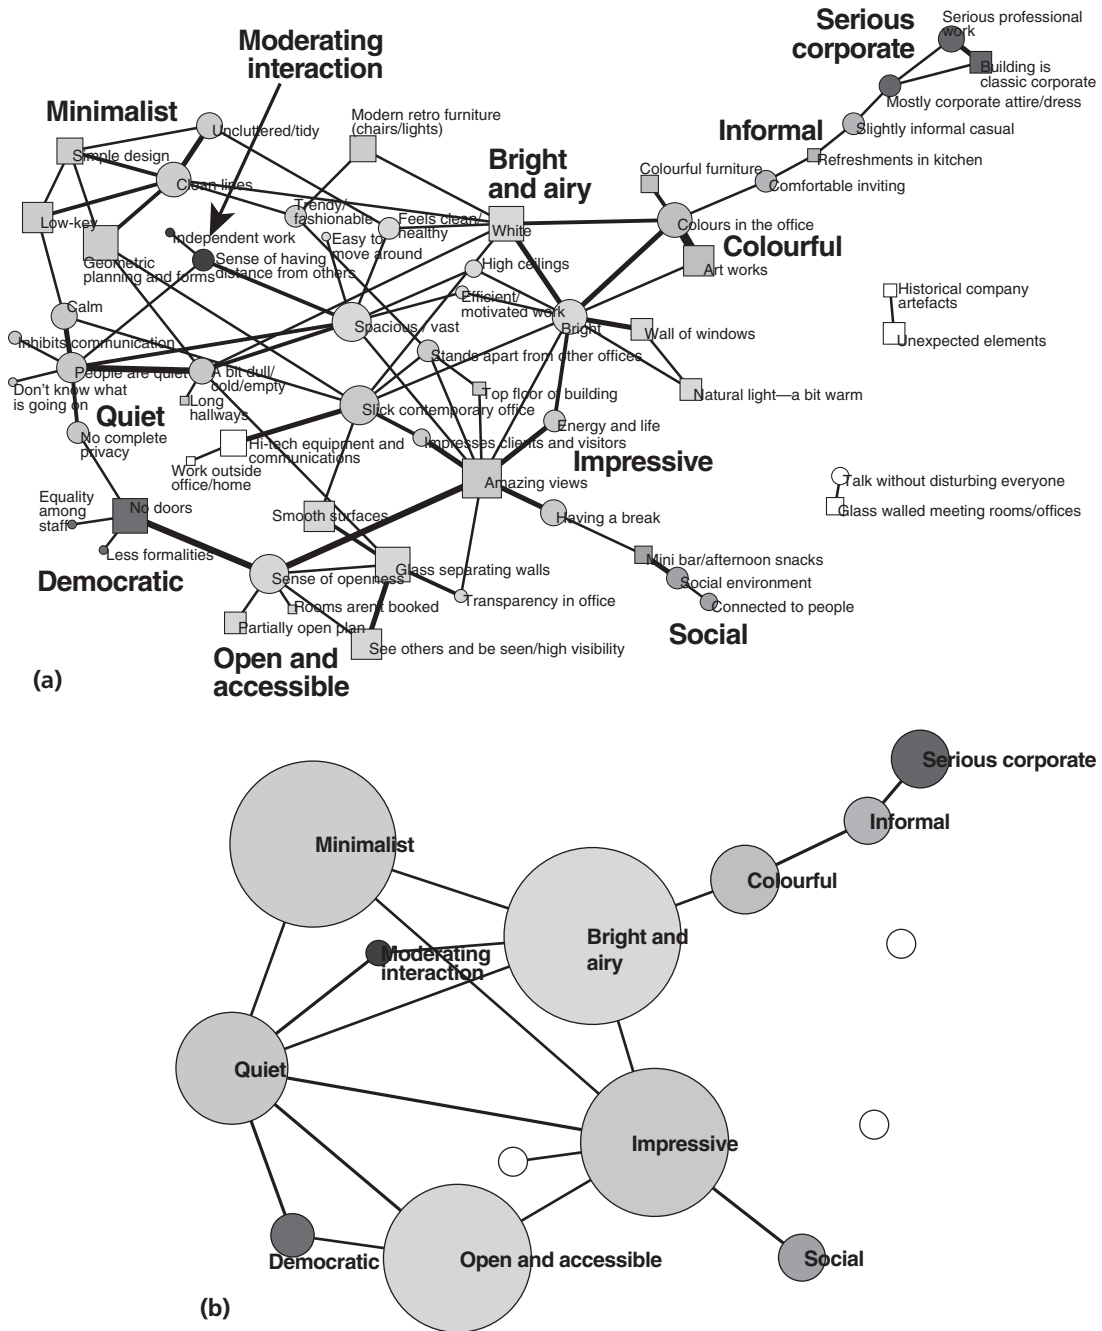 Serious
corporate
Serious professional
work
Building is
classic corporate
Mostly corporate attire/dress
Moderating
interaction
Minimalist
Uncluttered/tidy
Modern retro furniture
(chairs/lights)
Informal
Slightly informal casual
Refreshments in kitchen
Simple design
Bright
and airy
Colourful furniture
Comfortable inviting
Clean lines
Low-key
Trendy/
fashionable
Feels clean/
healthy
White
Colours in the office
Colourful
Independent work
Easy to
move around
Geometric
planning and forms
Sense of having
distance from others
High ceilings
Art works
Historical company
artefacts
Unexpected elements
Calm
Efficient/
motivated work
Spacious / vast
Bright
Wall of windows
Inhibits communication
People are quiet
A bit dull/
cold/empty
Stands apart from other offices
Don't know what
is going on
Long
hallways
Top floor of building
Natural light—a bit warm
Quiet
Slick contemporary office
Energy and life
No complete
privacy
Hi-tech equipment and
communications
Impresses clients and visitors
Work outside
office/home
Impressive
Amazing views
Talk without disturbing everyone
Glass walled meeting rooms/offices
Equality
among
staff
No doors
Smooth surfaces
Having a break
Less formalities
Democratic
Sense of openness
Glass separating walls
Mini bar/afternoon snacks
Social environment
Connected to people
Rooms arent booked
Transparency in office
Partially open plan
Social
See others and be seen/high visibility
Open and
accessible
(a)
Serious corporate
Informal
Minimalist
Colourful
Bright and
airy
Moderating
interaction
Quiet
Impressive
Democratic
Open and accessible
Social
(b)